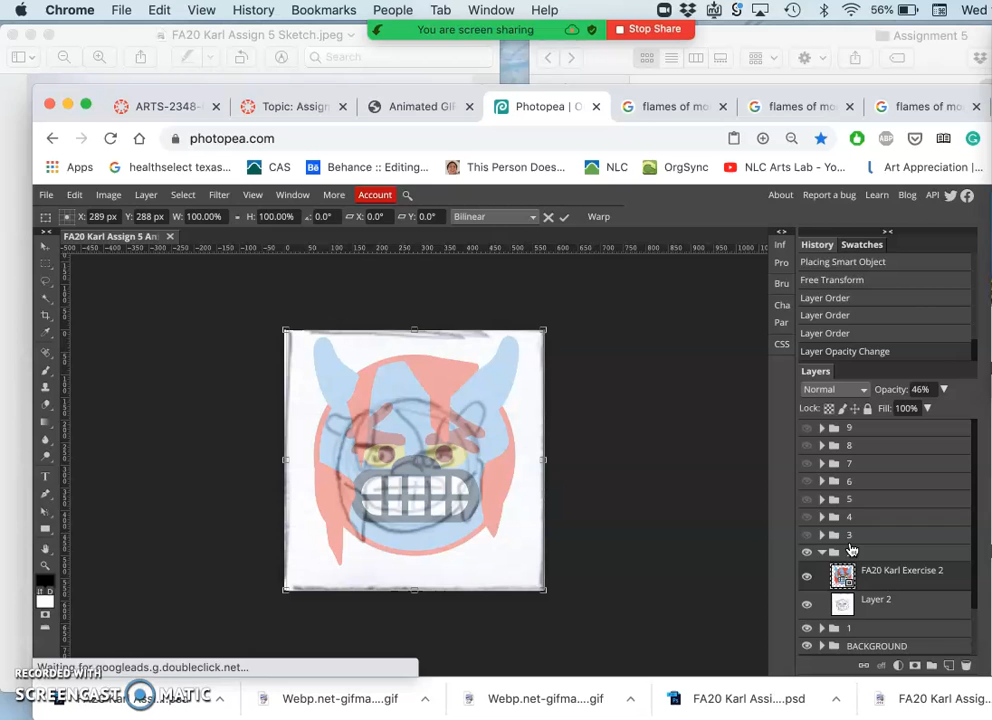 Chrome File Edit View History Bookmarks People Tab Window Help 56% Wed
FA20 Karl Assign 5 Sketch.jpeg
You are screen sharing Stop Share
Assignment 5
Search
ARTS-2348- Topic: Assig Animated GI Photopea | O flames of mo flames of mo flames of mo
photopea.com
Apps healthselect texas... CAS Behance :: Editing... This Person Does... NLC OrgSync NLC Arts Lab - Yo... Art Appreciation |...
File Edit Image Layer Select Filter View Window More Account About Report a bug Learn Blog API
X: 289 px Y: 288 px W: 100.00% H: 100.00% 0.0° X: 0.0° Y: 0.0° Bilinear Warp
FA20 Karl Assign 5 An
Inf History Swatches
Pro Placing Smart Object
Bru Free Transform
Cha Layer Order
Par Layer Order
CSS Layer Order
Layer Opacity Change
Layers
Normal Opacity: 46%
Lock: Fill: 100%
9
8
7
6
5
4
3
FA20 Karl Exercise 2
Layer 2
1
BACKGROUND
Waiting for googleads.g.doubleclick.net...
RECORDED WITH
SCREENCAST MATIC
Webp.net-gifma....gif Webp.net-gifma....gif FA20 Karl Assi....psd FA20 Karl Assig